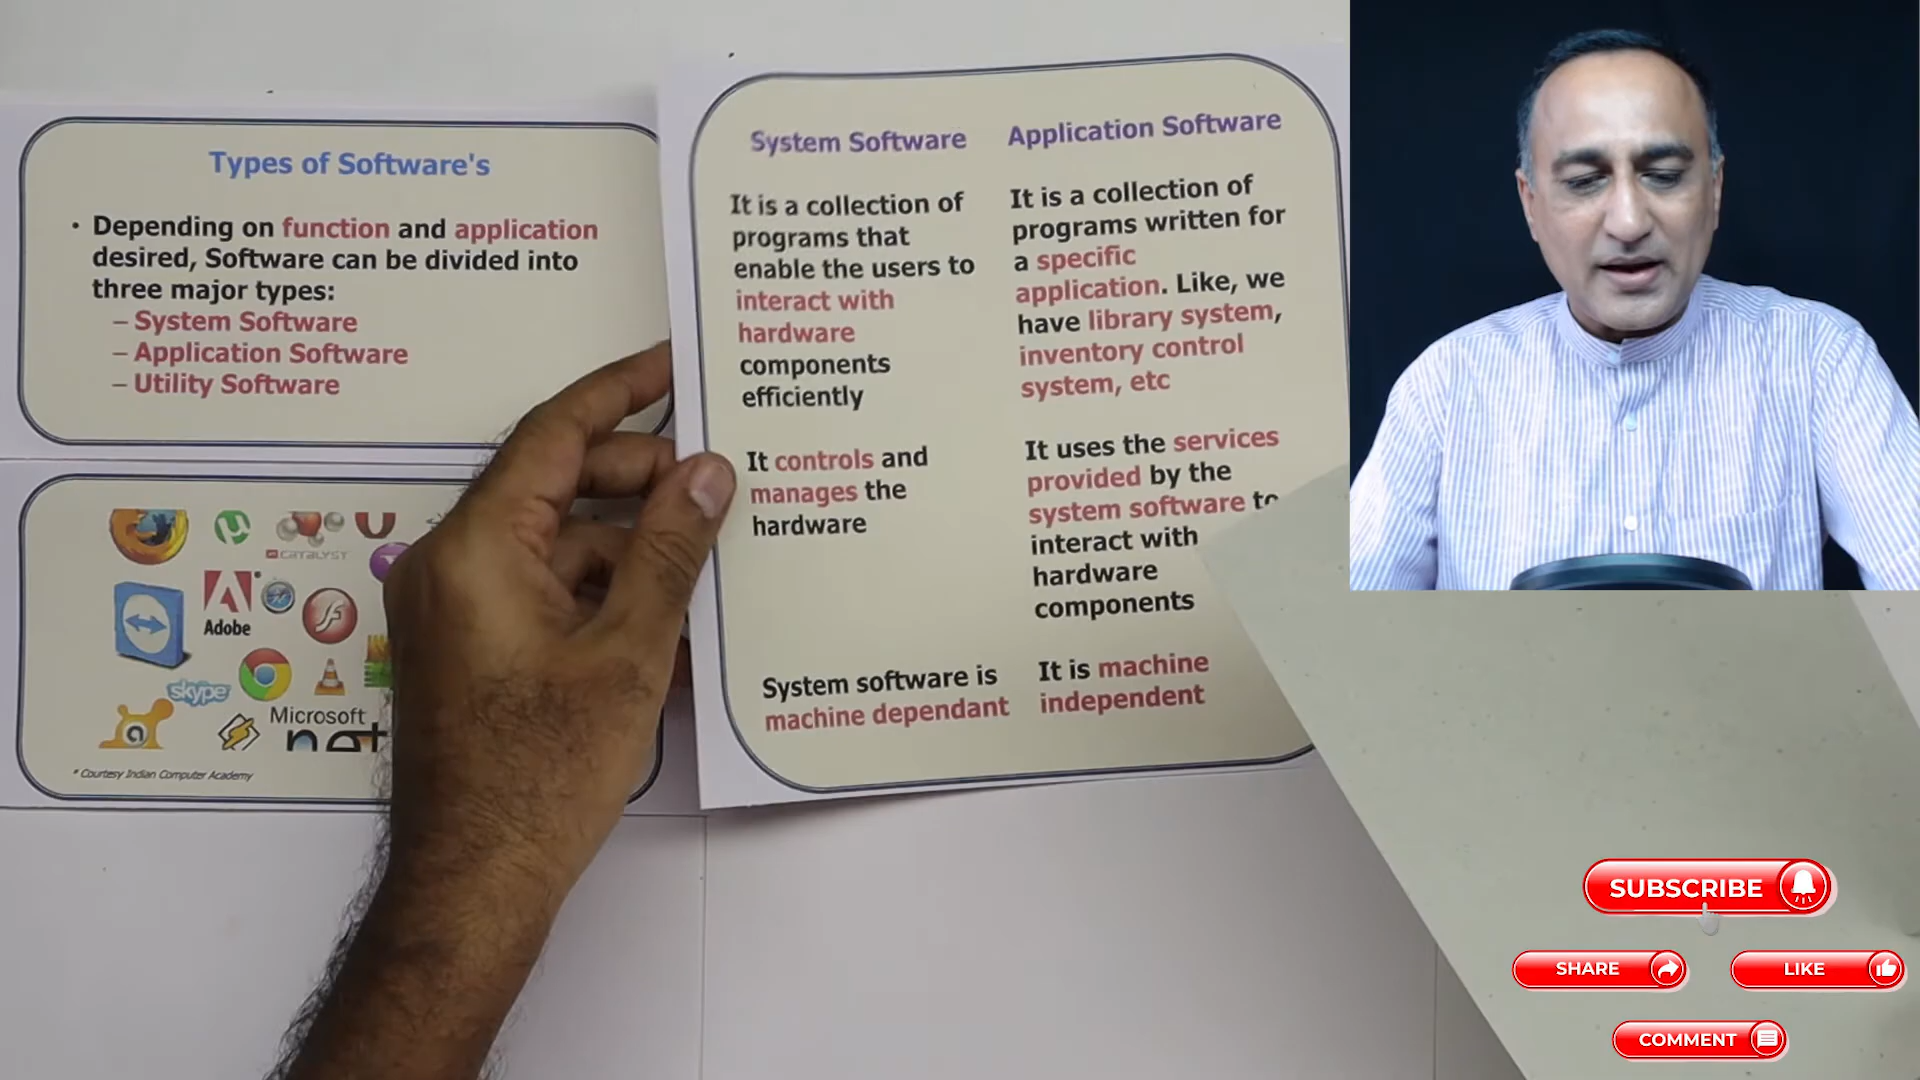 Types of Software's
• Depending on function and application
desired, Software can be divided into
three major types:
– System Software
– Application Software
– Utility Software
CATALYST
Adobe
skype
Microsoft
net
* Courtesy Indian Computer Academy
System Software
It is a collection of
programs that
enable the users to
interact with
hardware
components
efficiently
It controls and
manages the
hardware
System software is
machine dependant
Application Software
It is a collection of
programs written for
a specific
application. Like, we
have library system,
inventory control
system, etc
It uses the services
provided by the
system software to
interact with
hardware
components
It is machine
independent
SUBSCRIBE
SHARE
LIKE
COMMENT